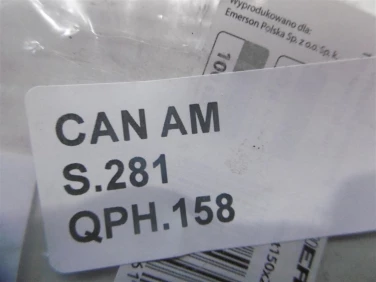 Wyprodukowano dla:
Emerson Polska Sp. z o.o. Sp. k.
CAN AM
S.281
QPH.158